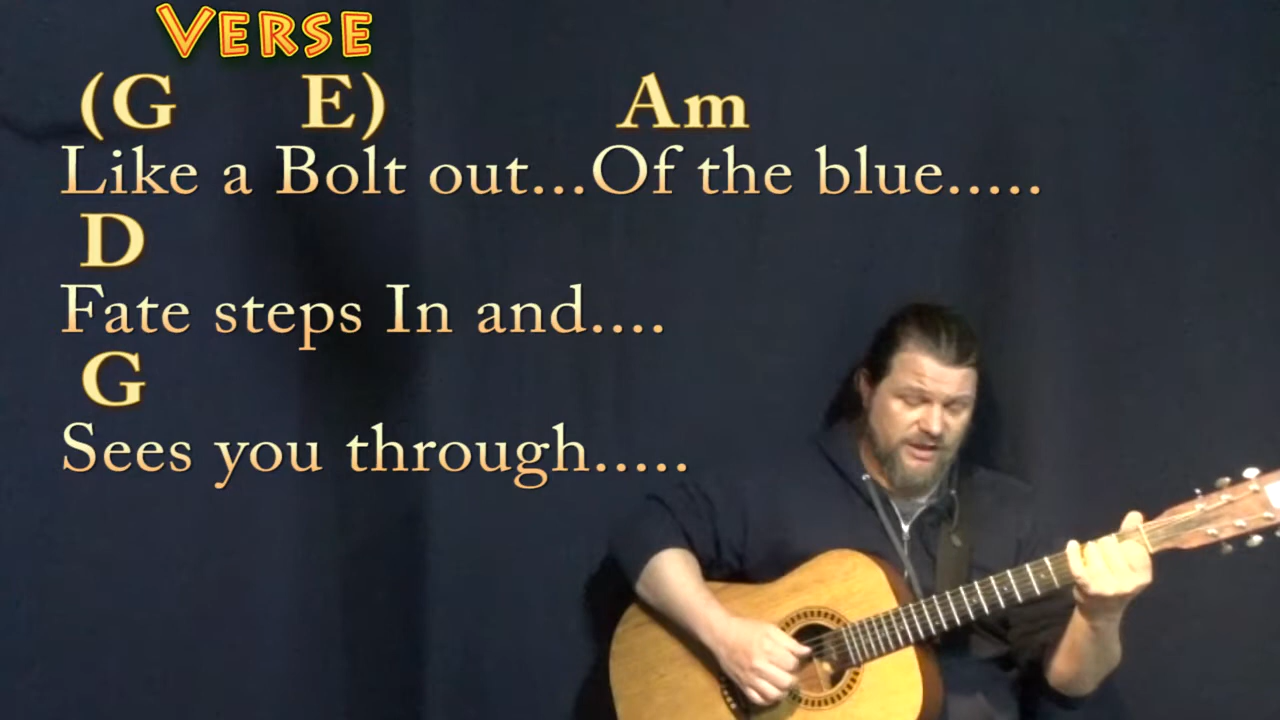 VERSE
(G E) Am
Like a Bolt out...Of the blue.....
D
Fate steps In and....
G
Sees you through.....